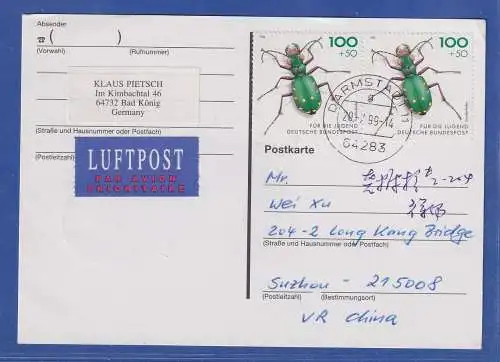 Absender
☎ (                    )
(Vorwahl) (Rufnummer)
KLAUS PIETSCH
Im Kimbachtal 46
64732 Bad König
Germany
(Straße und Hausnummer oder Postfach)
(Postleitzahl)
LUFTPOST
PAR AVION
PRIORITAIRE
100
+50
100
+50
FÜR DIE JUGEND
DEUTSCHE BUNDESPOST
FÜR DIE JUGEND
DEUTSCHE BUNDESPOST
DARMSTADT 11
99-14
64283
Postkarte
Mr.
Wei Xu
204-2 Long Kang Bridge
(Straße und Hausnummer oder Postfach)
Suzhou - 215008
(Postleitzahl) (Bestimmungsort)
VR China